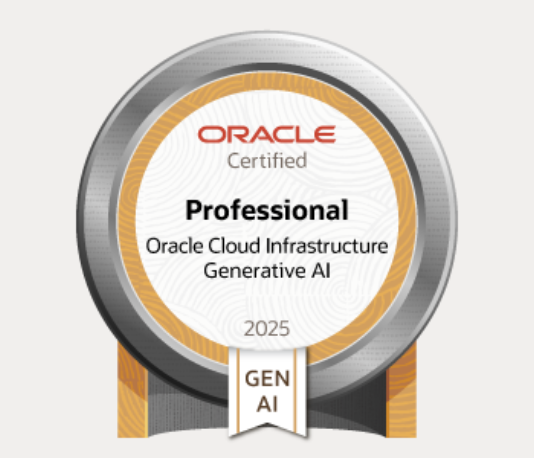 ORACLE
Certified
Professional
Oracle Cloud Infrastructure
Generative AI
2025
GEN
AI